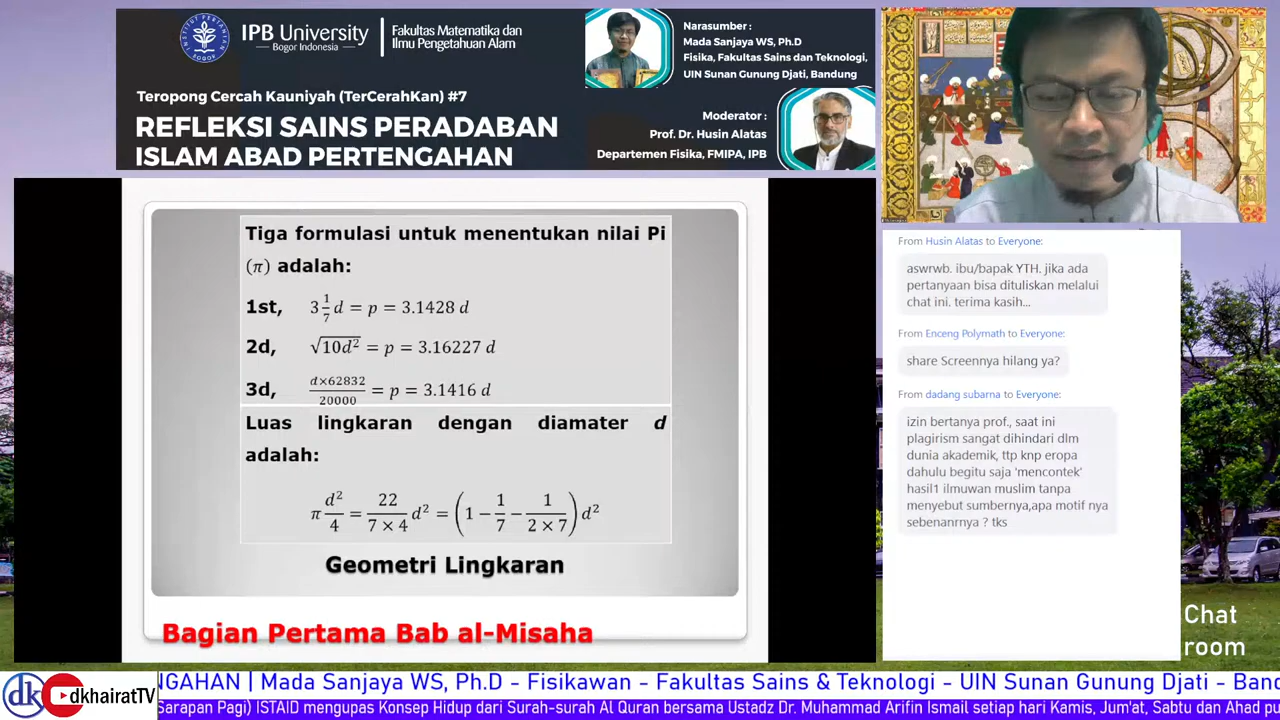 IPB University
Bogor Indonesia
Fakultas Matematika dan
Ilmu Pengetahuan Alam
Teropong Cercah Kauniyah (TerCerahKan) #7
REFLEKSI SAINS PERADABAN
ISLAM ABAD PERTENGAHAN
Narasumber :
Mada Sanjaya WS, Ph.D
Fisika, Fakultas Sains dan Teknologi,
UIN Sunan Gunung Djati, Bandung
Moderator :
Prof. Dr. Husin Alatas
Departemen Fisika, FMIPA, IPB
Tiga formulasi untuk menentukan nilai Pi
(π) adalah:
1st, 3 1/7 d = p = 3.1428 d
2d, √10d² = p = 3.16227 d
3d, d×62832/20000 = p = 3.1416 d
Luas lingkaran dengan diamater d
adalah:
π d²/4 = 22/(7 × 4) d² = (1 − 1/7 − 1/(2 × 7)) d²
Geometri Lingkaran
Bagian Pertama Bab al-Misaha
From Husin Alatas to Everyone:
aswrwb. ibu/bapak YTH. jika ada
pertanyaan bisa dituliskan melalui
chat ini. terima kasih...
From Enceng Polymath to Everyone:
share Screennya hilang ya?
From dadang subarna to Everyone:
izin bertanya prof., saat ini
plagirism sangat dihindari dlm
dunia akademik, ttp knp eropa
dahulu begitu saja 'mencontek'
hasil1 ilmuwan muslim tanpa
menyebut sumbernya,apa motif nya
sebenanrnya ? tks
Chat
room
dk dkhairatTV
NGAHAN | Mada Sanjaya WS, Ph.D - Fisikawan - Fakultas Sains & Teknologi - UIN Sunan Gunung Djati - Band
Sarapan Pagi) ISTAID mengupas Konsep Hidup dari Surah-surah Al Quran bersama Ustadz Dr. Muhammad Arifin Ismail setiap hari Kamis, Jum'at, Sabtu dan Ahad pu